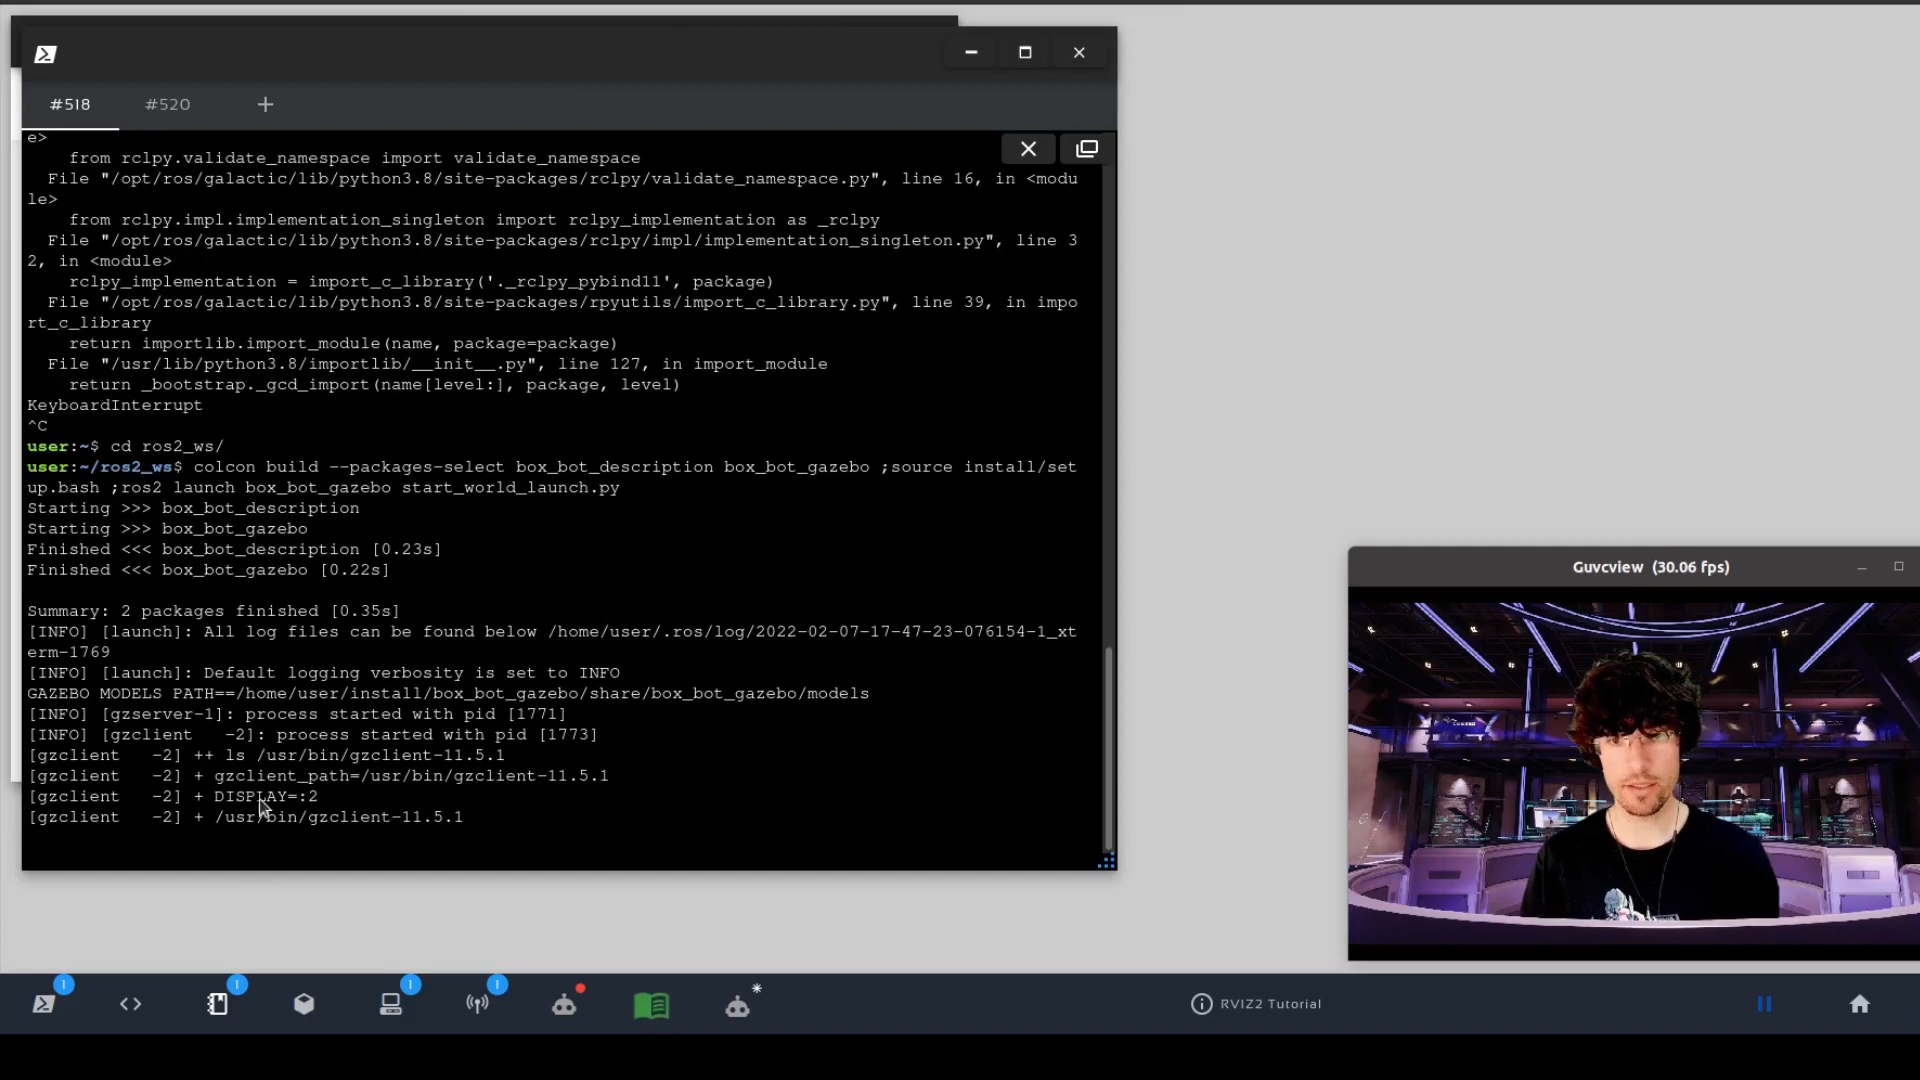 #518
#520
e>
from rclpy.validate_namespace import validate_namespace
File "/opt/ros/galactic/lib/python3.8/site-packages/rclpy/validate_namespace.py", line 16, in <modu
le>
from rclpy.impl.implementation_singleton import rclpy_implementation as _rclpy
File "/opt/ros/galactic/lib/python3.8/site-packages/rclpy/impl/implementation_singleton.py", line 3
2, in <module>
rclpy_implementation = import_c_library('._rclpy_pybind11', package)
File "/opt/ros/galactic/lib/python3.8/site-packages/rpyutils/import_c_library.py", line 39, in impo
rt_c_library
return importlib.import_module(name, package=package)
File "/usr/lib/python3.8/importlib/__init__.py", line 127, in import_module
return _bootstrap._gcd_import(name[level:], package, level)
KeyboardInterrupt
^C
user:~$ cd ros2_ws/
user:~/ros2_ws$ colcon build --packages-select box_bot_description box_bot_gazebo ;source install/set
up.bash ;ros2 launch box_bot_gazebo start_world_launch.py
Starting >>> box_bot_description
Starting >>> box_bot_gazebo
Finished <<< box_bot_description [0.23s]
Finished <<< box_bot_gazebo [0.22s]
Summary: 2 packages finished [0.35s]
[INFO] [launch]: All log files can be found below /home/user/.ros/log/2022-02-07-17-47-23-076154-1_xt
erm-1769
[INFO] [launch]: Default logging verbosity is set to INFO
GAZEBO MODELS PATH==/home/user/install/box_bot_gazebo/share/box_bot_gazebo/models
[INFO] [gzserver-1]: process started with pid [1771]
[INFO] [gzclient   -2]: process started with pid [1773]
[gzclient   -2] ++ ls /usr/bin/gzclient-11.5.1
[gzclient   -2] + gzclient_path=/usr/bin/gzclient-11.5.1
[gzclient   -2] + DISPLAY=:2
[gzclient   -2] + /usr/bin/gzclient-11.5.1
Guvcview (30.06 fps)
1
1
1
1
RVIZ2 Tutorial